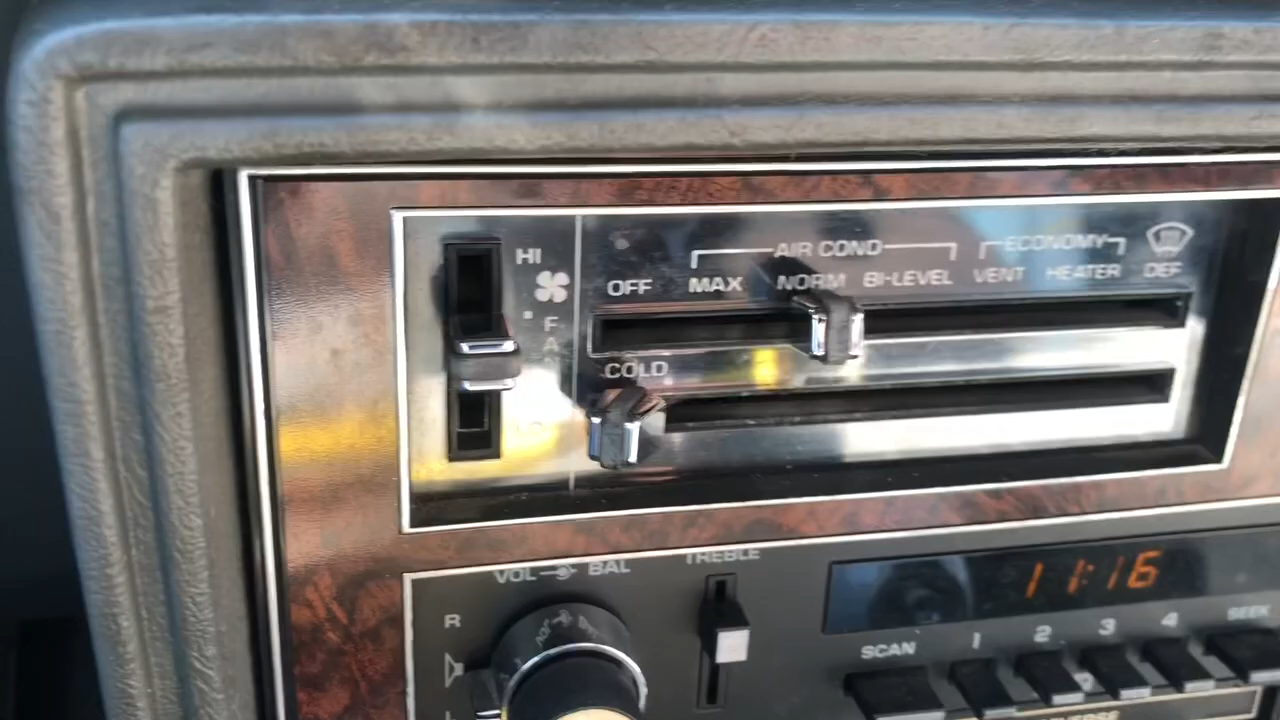 HI
AIR COND
ECONOMY
OFF MAX NORM BI-LEVEL VENT HEATER DEF
FAN
COLD
VOL BAL
TREBLE
R
11:16
SCAN 1 2 3 4 SEEK